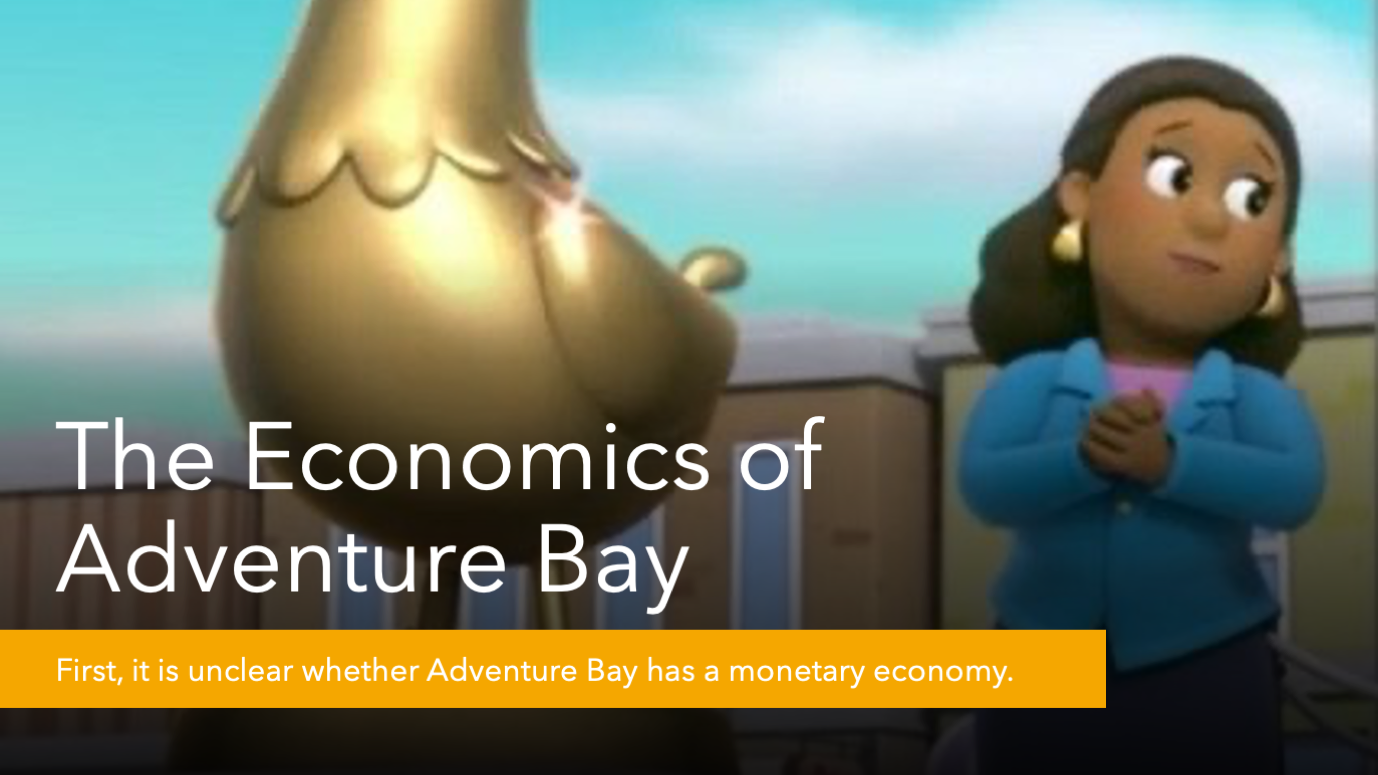 The Economics of
Adventure Bay
First, it is unclear whether Adventure Bay has a monetary economy.